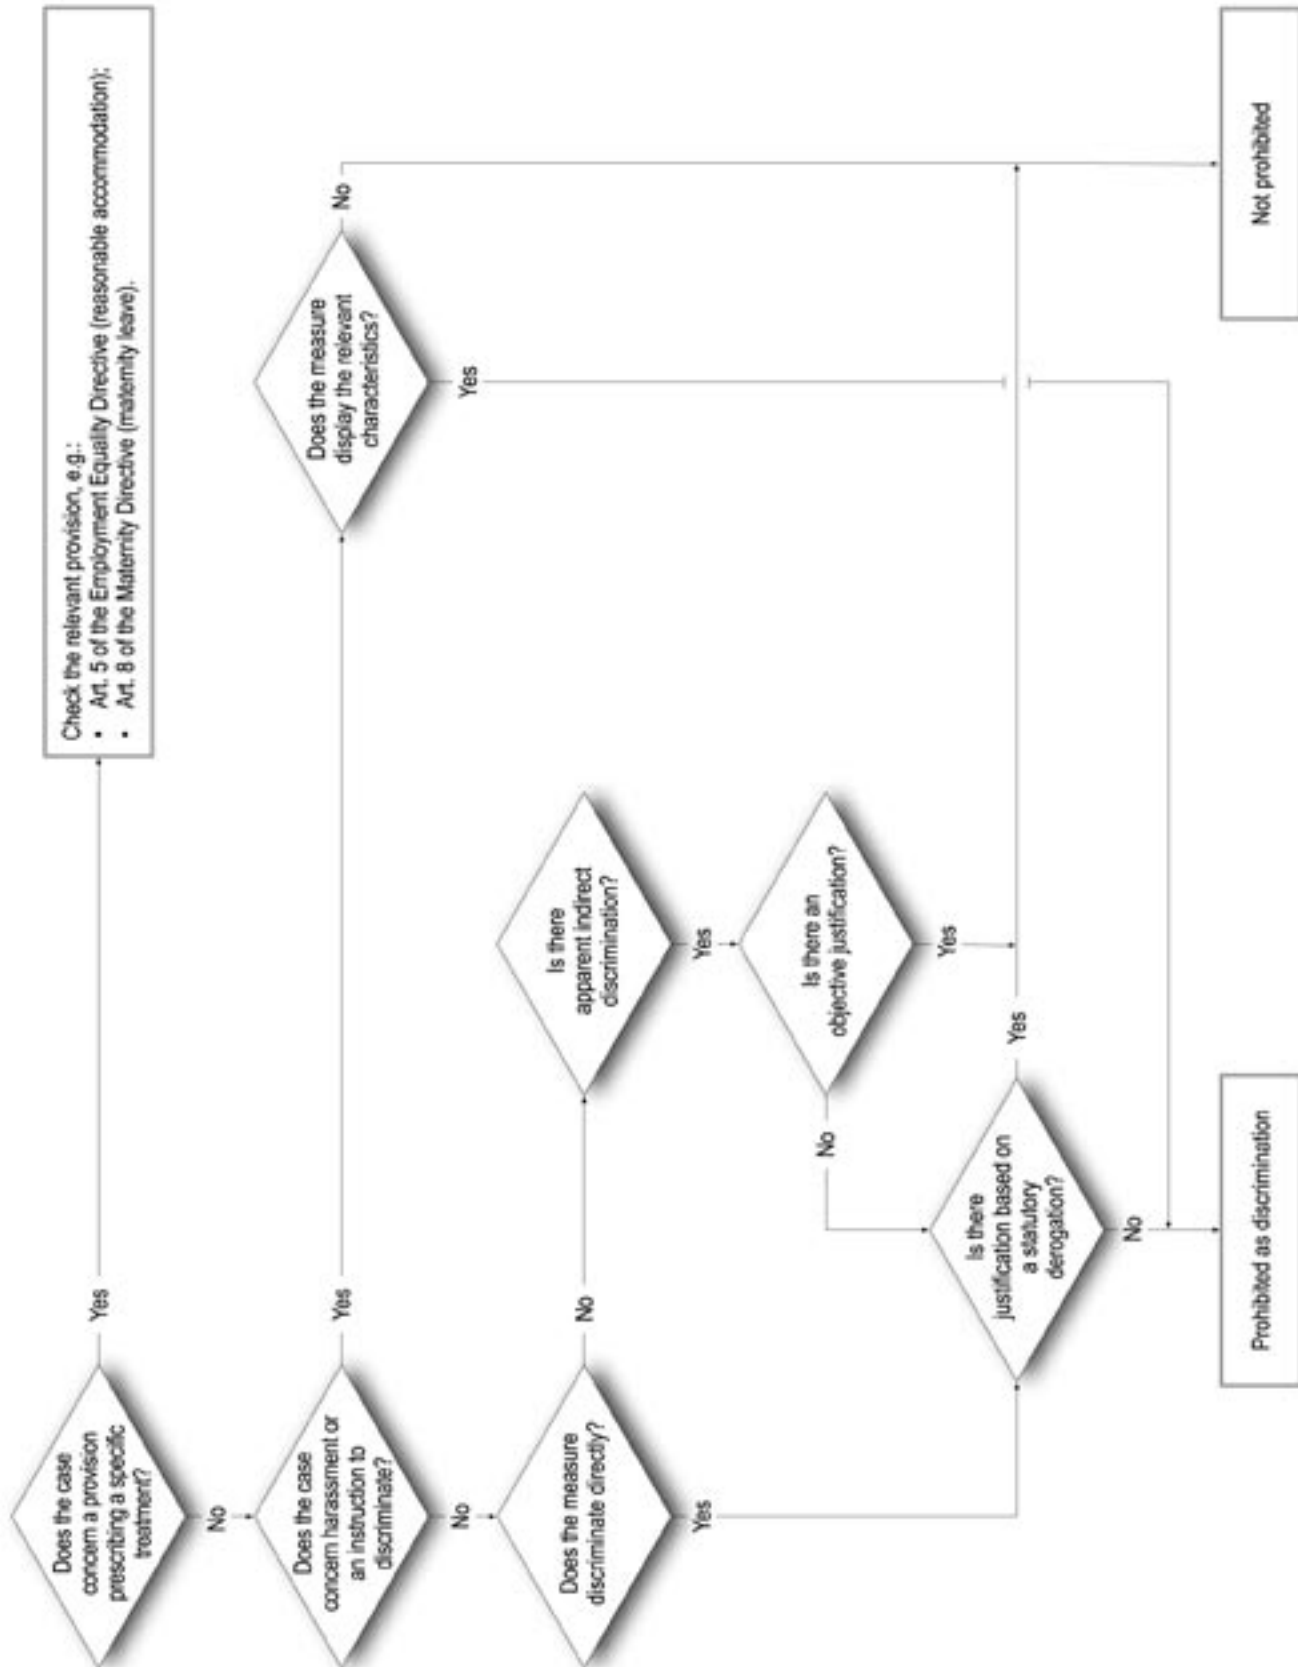 Does the case
concern a provision
prescribing a specific
treatment?
Yes
Check the relevant provision, e.g.:
• Art. 5 of the Employment Equality Directive (reasonable accommodation);
• Art. 8 of the Maternity Directive (maternity leave).
No
Does the case
concern harassment or
an instruction to
discriminate?
Yes
Does the measure
display the relevant
characteristics?
No
Yes
No
Does the measure
discriminate directly?
No
Is there
apparent indirect
discrimination?
Yes
Yes
Is there an
objective justification?
No
Yes
Is there
justification based on
a statutory
derogation?
Yes
No
Prohibited as discrimination
Not prohibited